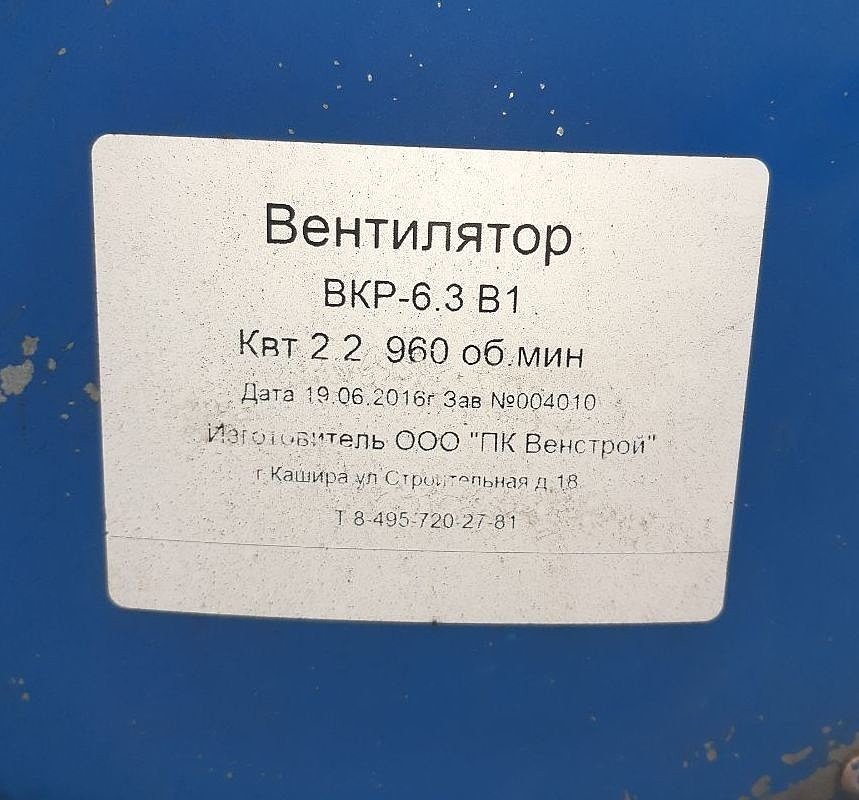 Вентилятор
ВКР-6.3 В1
Квт 2 2 960 об.мин
Дата 19.06.2016г Зав №004010
Изготовитель ООО "ПК Венстрой"
г Кашира ул Строительная д 18
Т 8-495-720-27-81